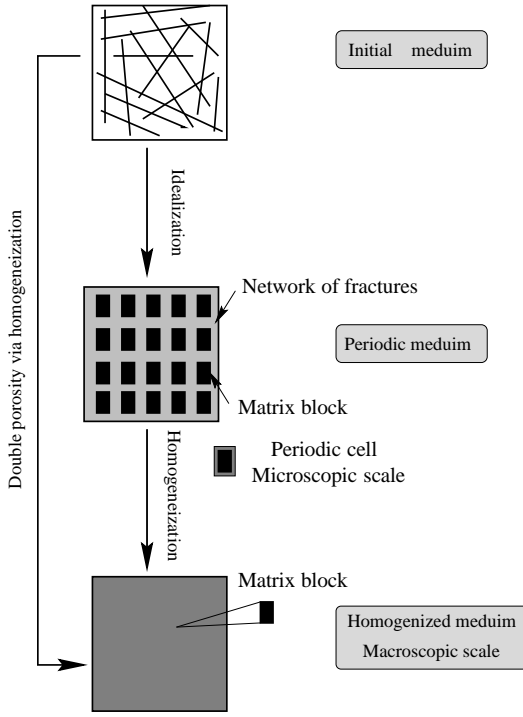 Initial meduim
Idealization
Double porosity via homogeneization
Network of fractures
Periodic meduim
Matrix block
Homogeneization
Periodic cell
Microscopic scale
Matrix block
Homogenized meduim
Macroscopic scale